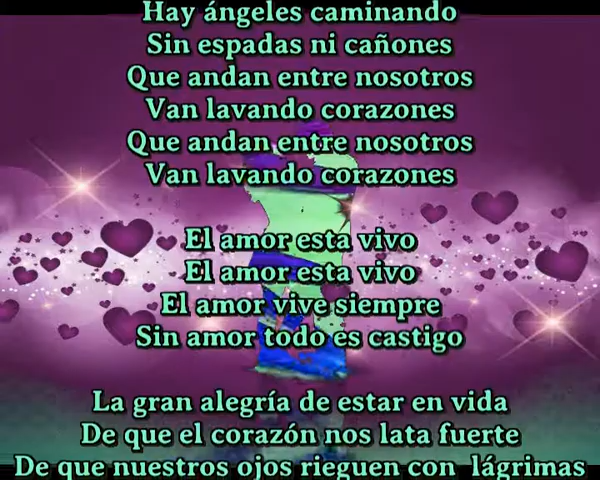 Hay ángeles caminando
Sin espadas ni cañones
Que andan entre nosotros
Van lavando corazones
Que andan entre nosotros
Van lavando corazones
El amor esta vivo
El amor esta vivo
El amor vive siempre
Sin amor todo es castigo
La gran alegría de estar en vida
De que el corazón nos lata fuerte
De que nuestros ojos rieguen con lágrimas